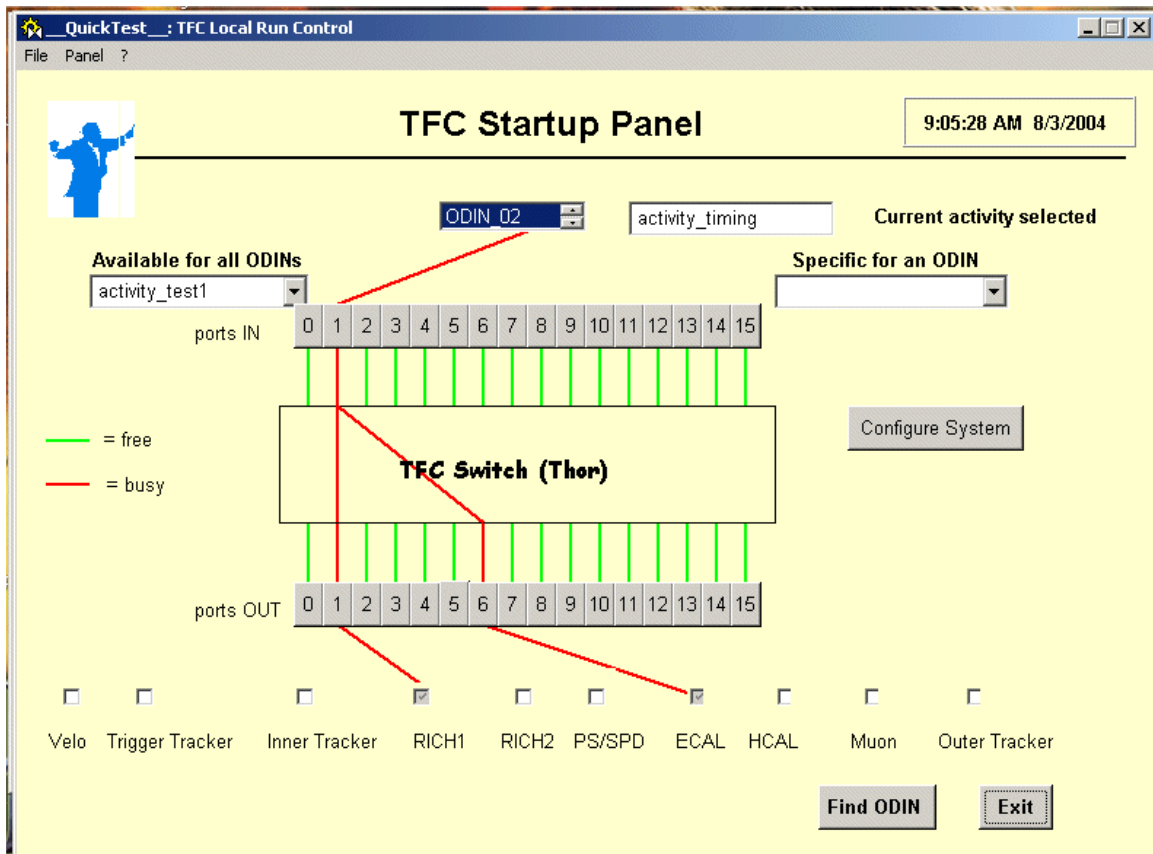 __QuickTest__: TFC Local Run Control
File Panel ?
TFC Startup Panel
9:05:28 AM 8/3/2004
ODIN_02
activity_timing
Current activity selected
Available for all ODINs
Specific for an ODIN
activity_test1
ports IN
0 1 2 3 4 5 6 7 8 9 10 11 12 13 14 15
= free
Configure System
TFC Switch (Thor)
= busy
ports OUT
0 1 2 3 4 5 6 7 8 9 10 11 12 13 14 15
Velo Trigger Tracker Inner Tracker RICH1 RICH2 PS/SPD ECAL HCAL Muon Outer Tracker
Find ODIN
Exit